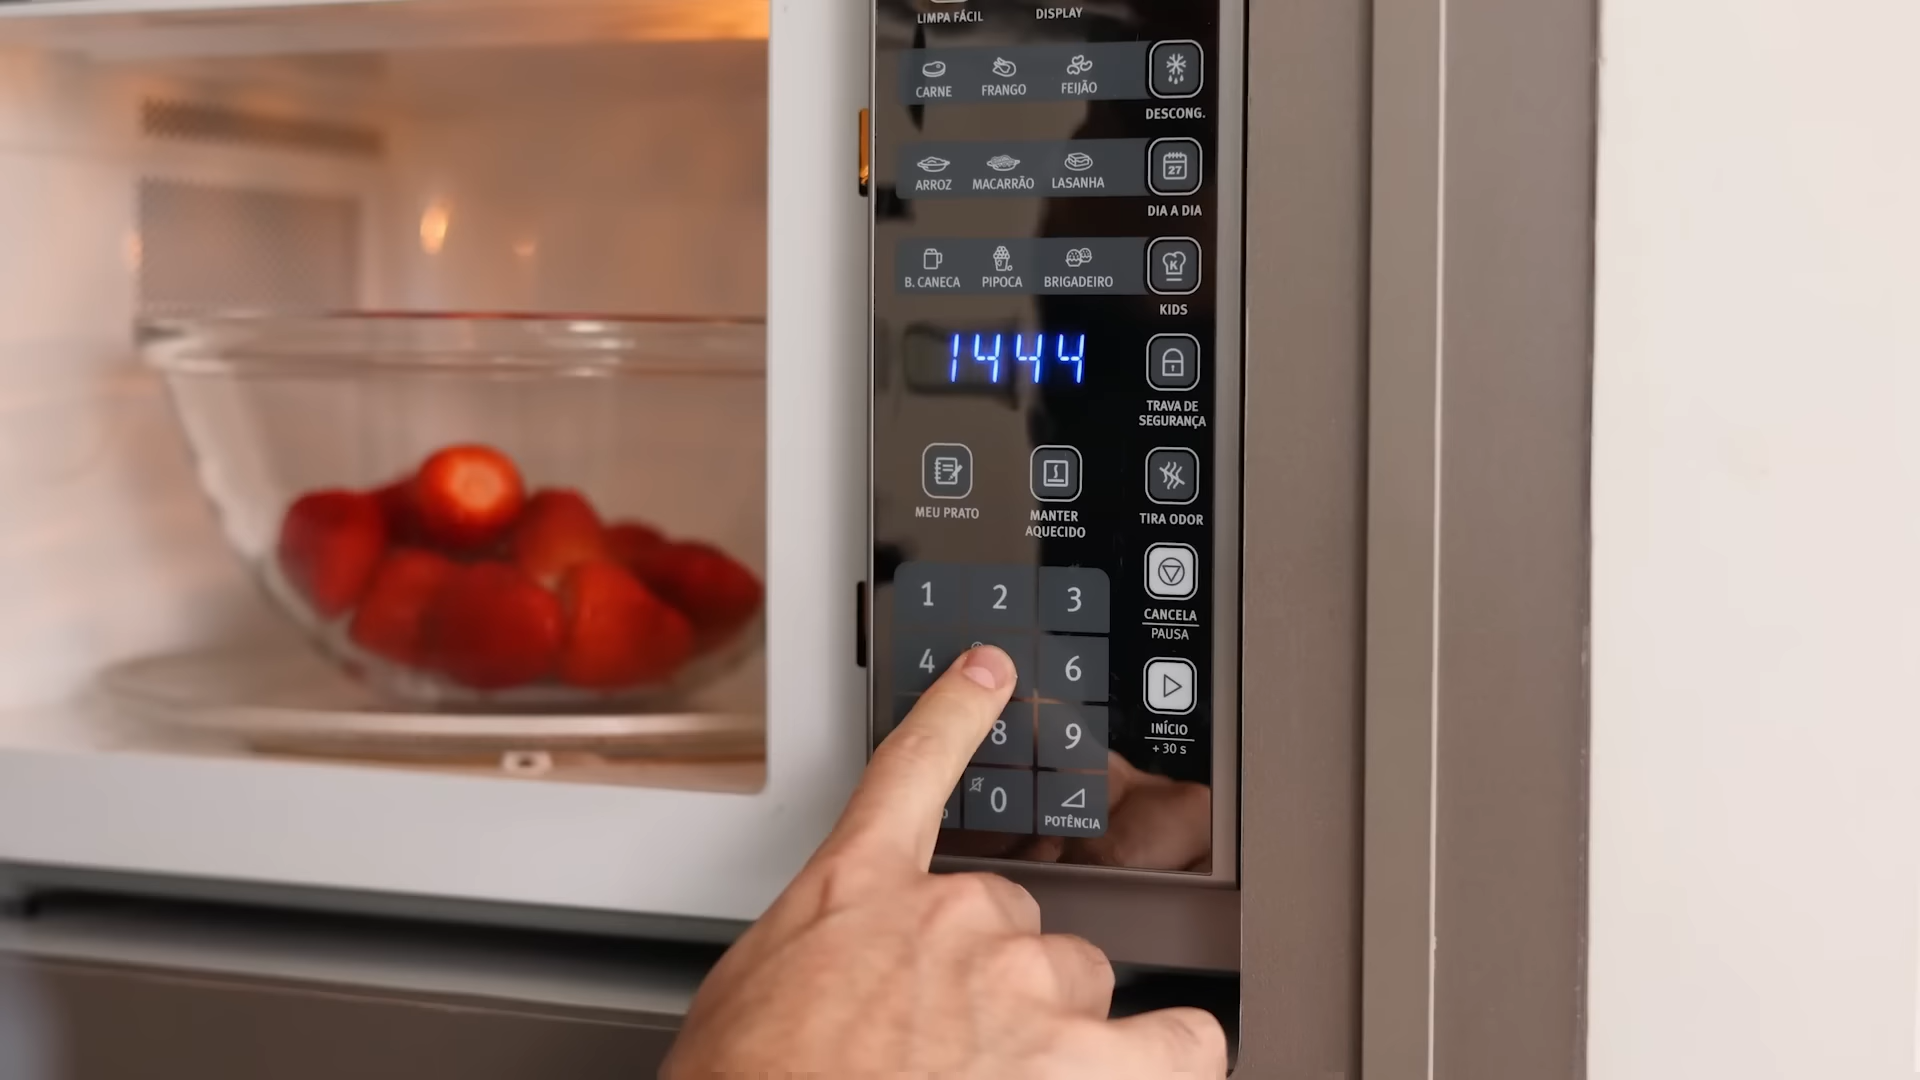 LIMPA FÁCIL DISPLAY
CARNE FRANGO FEIJÃO
DESCONG.
ARROZ MACARRÃO LASANHA
27
DIA A DIA
K
B. CANECA PIPOCA BRIGADEIRO
KIDS
1444
TRAVA DE
SEGURANÇA
MEU PRATO
MANTER
AQUECIDO
TIRA ODOR
1 2 3
CANCELA
PAUSA
4 6
8 9
INÍCIO
+ 30 s
0
POTÊNCIA